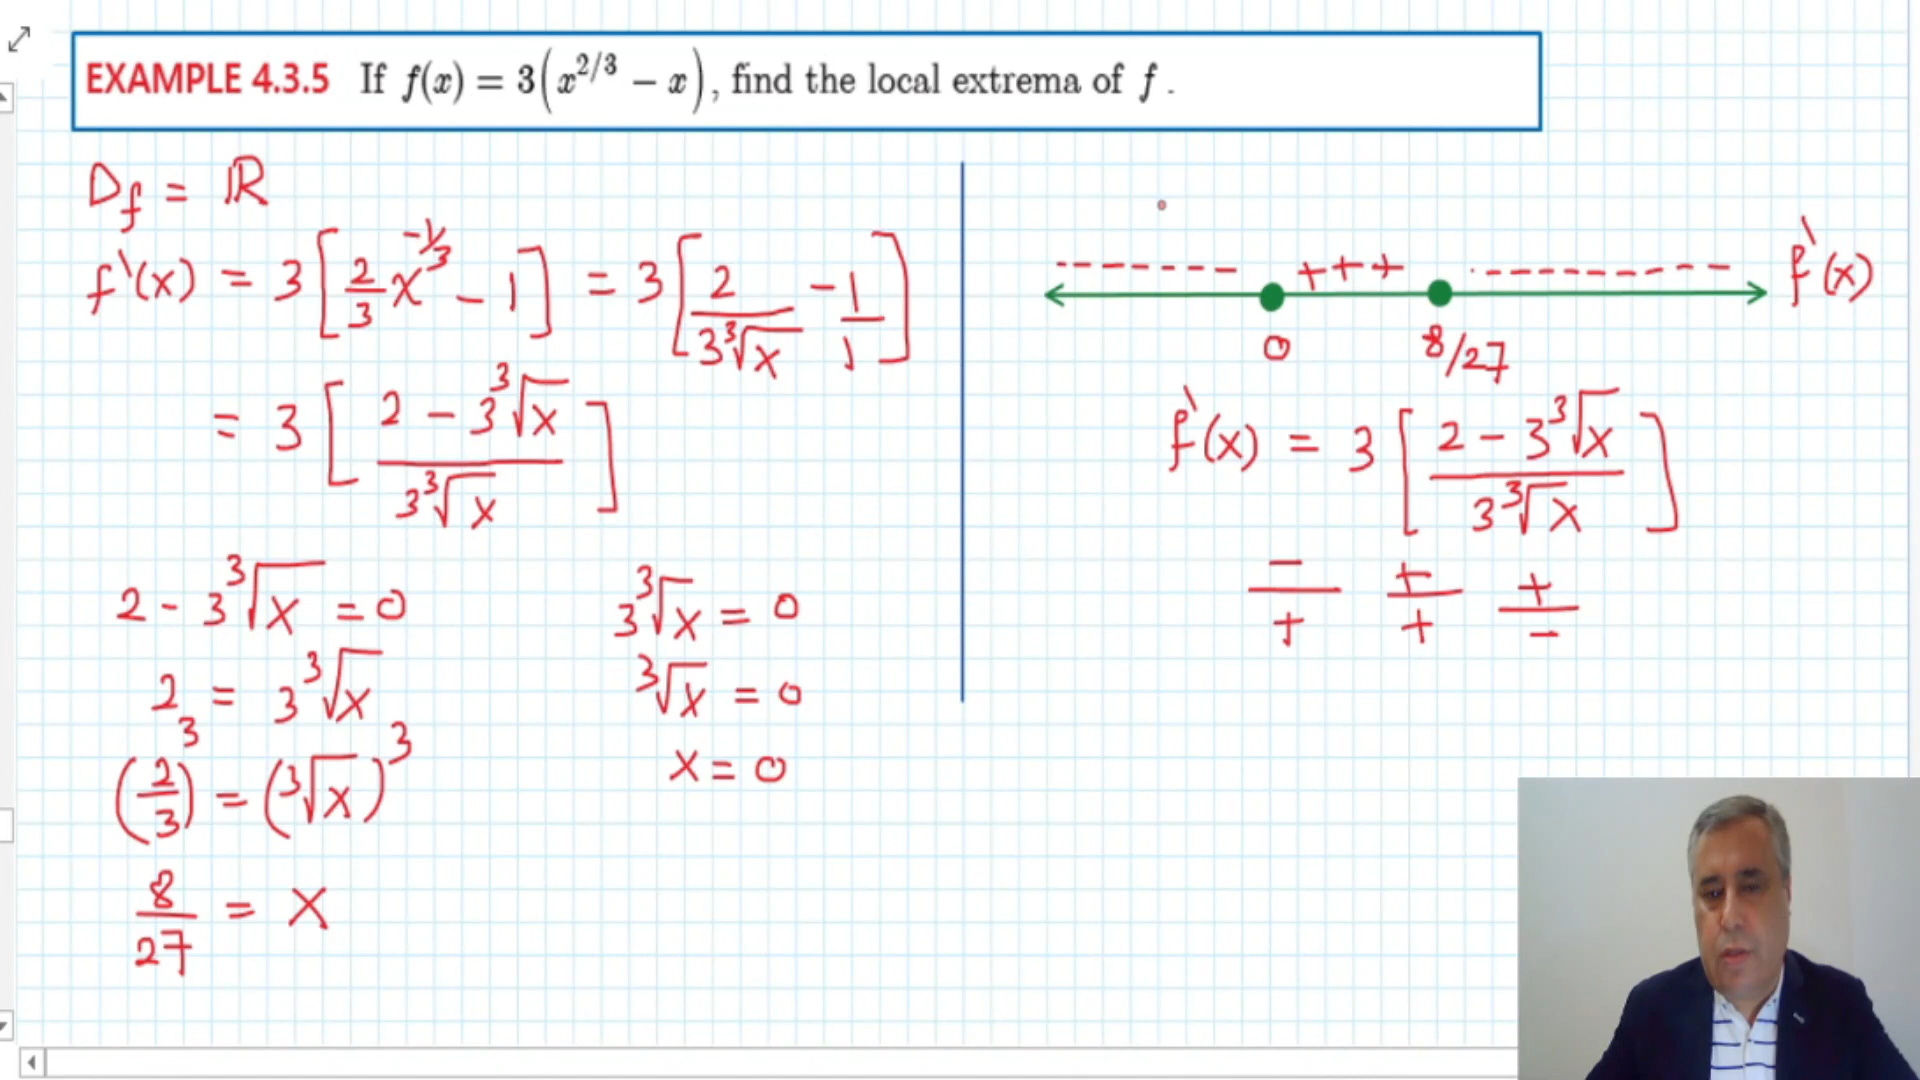 EXAMPLE 4.3.5 If f(x) = 3(x^{2/3} − x), find the local extrema of f .
D_f = ℝ
f'(x) = 3[2/3 x^{-1/3} − 1] = 3[2/(3∛x) − 1/1]
= 3[(2 − 3∛x)/(3∛x)]
2 − 3∛x = 0
2 = 3∛x
(2/3)^3 = (∛x)^3
8/27 = x
3∛x = 0
∛x = 0
x = 0
------- +++ --------- f'(x)
0 8/27
f'(x) = 3[(2 − 3∛x)/(3∛x)]
−/+ +/+ +/−